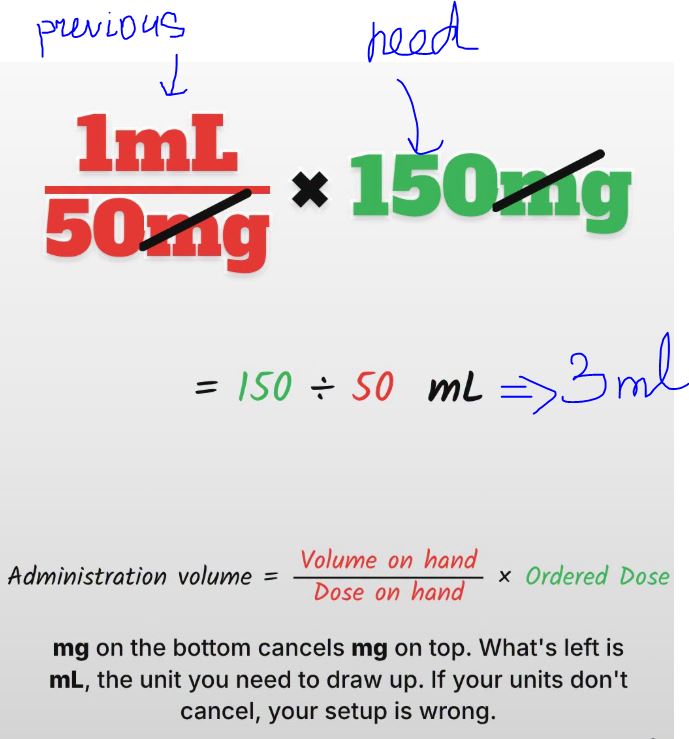 previous need
1mL
50mg × 150mg
= 150 ÷ 50 mL => 3 ml
Administration volume = Volume on hand
Dose on hand × Ordered Dose
mg on the bottom cancels mg on top. What's left is
mL, the unit you need to draw up. If your units don't
cancel, your setup is wrong.